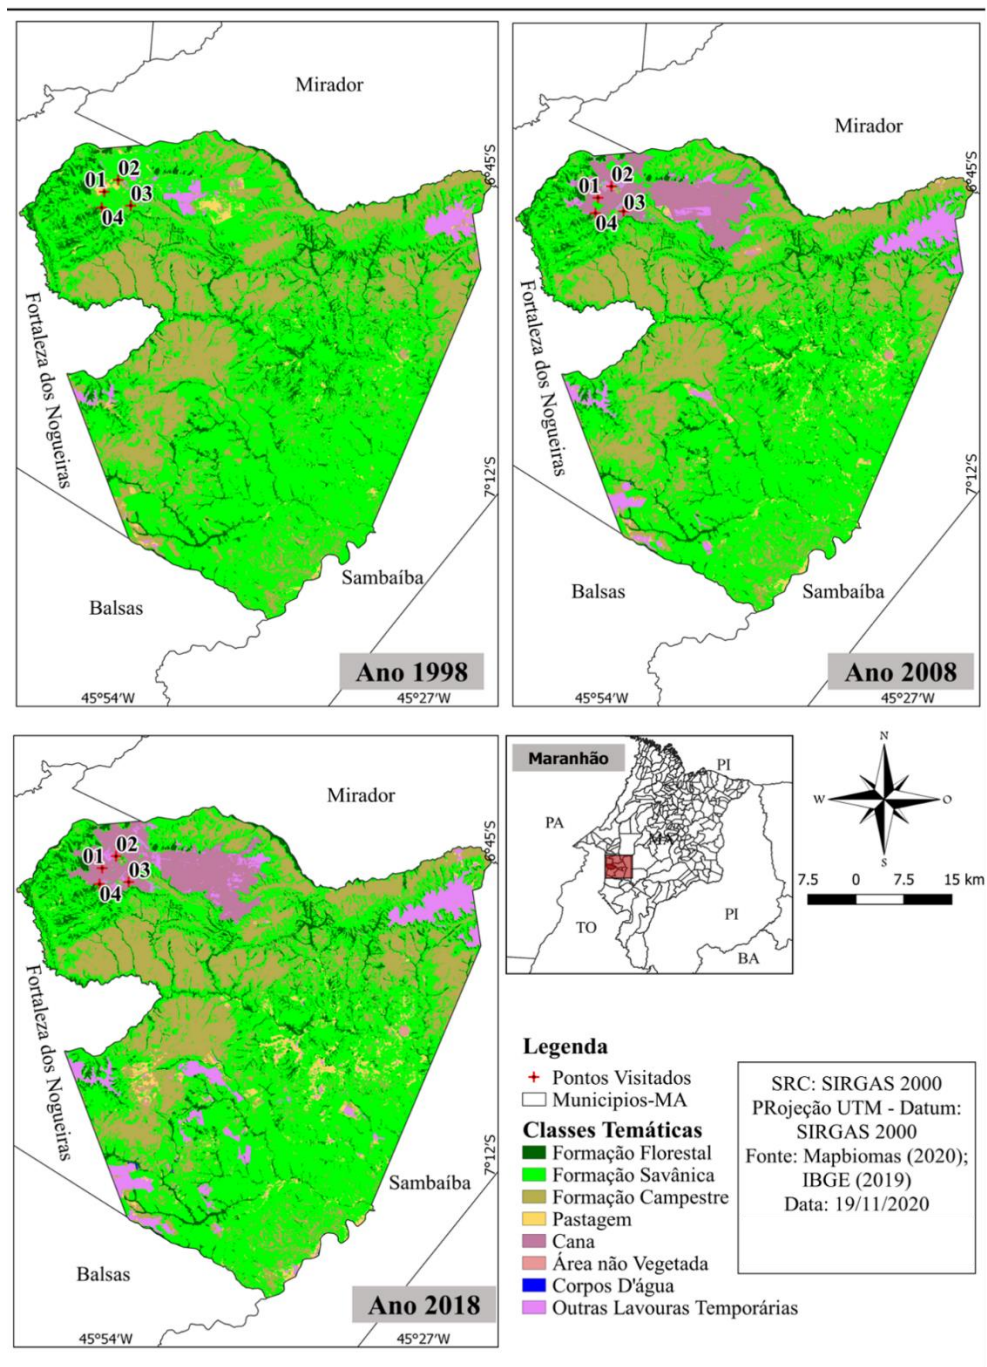 Mirador
01
02
03
04
6°45'S
Fortaleza dos Nogueiras
7°12'S
Sambaíba
Balsas
Ano 1998
45°54'W
45°27'W
Mirador
01
02
03
04
6°45'S
Fortaleza dos Nogueiras
7°12'S
Sambaíba
Balsas
Ano 2008
45°54'W
45°27'W
Mirador
01
02
03
04
6°45'S
Fortaleza dos Nogueiras
7°12'S
Sambaíba
Balsas
Ano 2018
45°54'W
45°27'W
Maranhão
PI
PA
MA
TO
PI
BA
N
W
O
S
7.5 0 7.5 15 km
Legenda
Pontos Visitados
Municipios-MA
Classes Temáticas
Formação Florestal
Formação Savânica
Formação Campestre
Pastagem
Cana
Área não Vegetada
Corpos D'água
Outras Lavouras Temporárias
SRC: SIRGAS 2000
PRojeção UTM - Datum:
SIRGAS 2000
Fonte: Mapbiomas (2020);
IBGE (2019)
Data: 19/11/2020